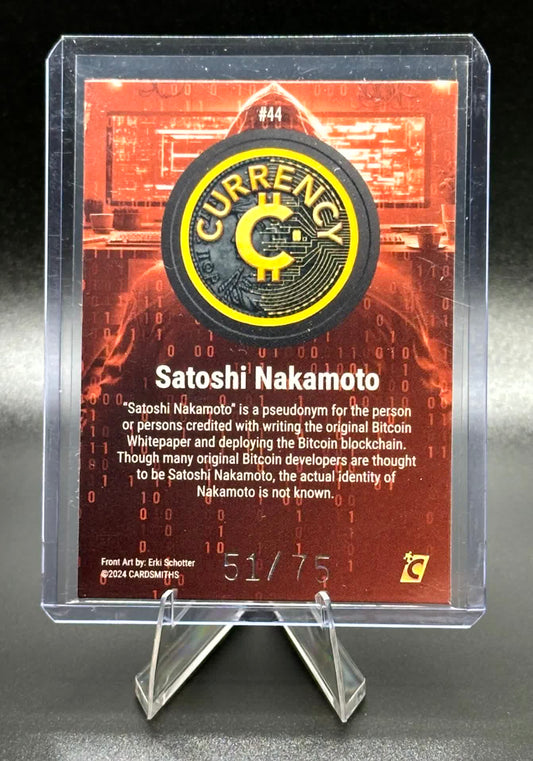 #44
CURRENCY
Satoshi Nakamoto
"Satoshi Nakamoto" is a pseudonym for the person
or persons credited with writing the original Bitcoin
Whitepaper and deploying the Bitcoin blockchain.
Though many original Bitcoin developers are thought
to be Satoshi Nakamoto, the actual identity of
Nakamoto is not known.
Front Art by: Erki Schotter
©2024 CARDSMITHS
51/75